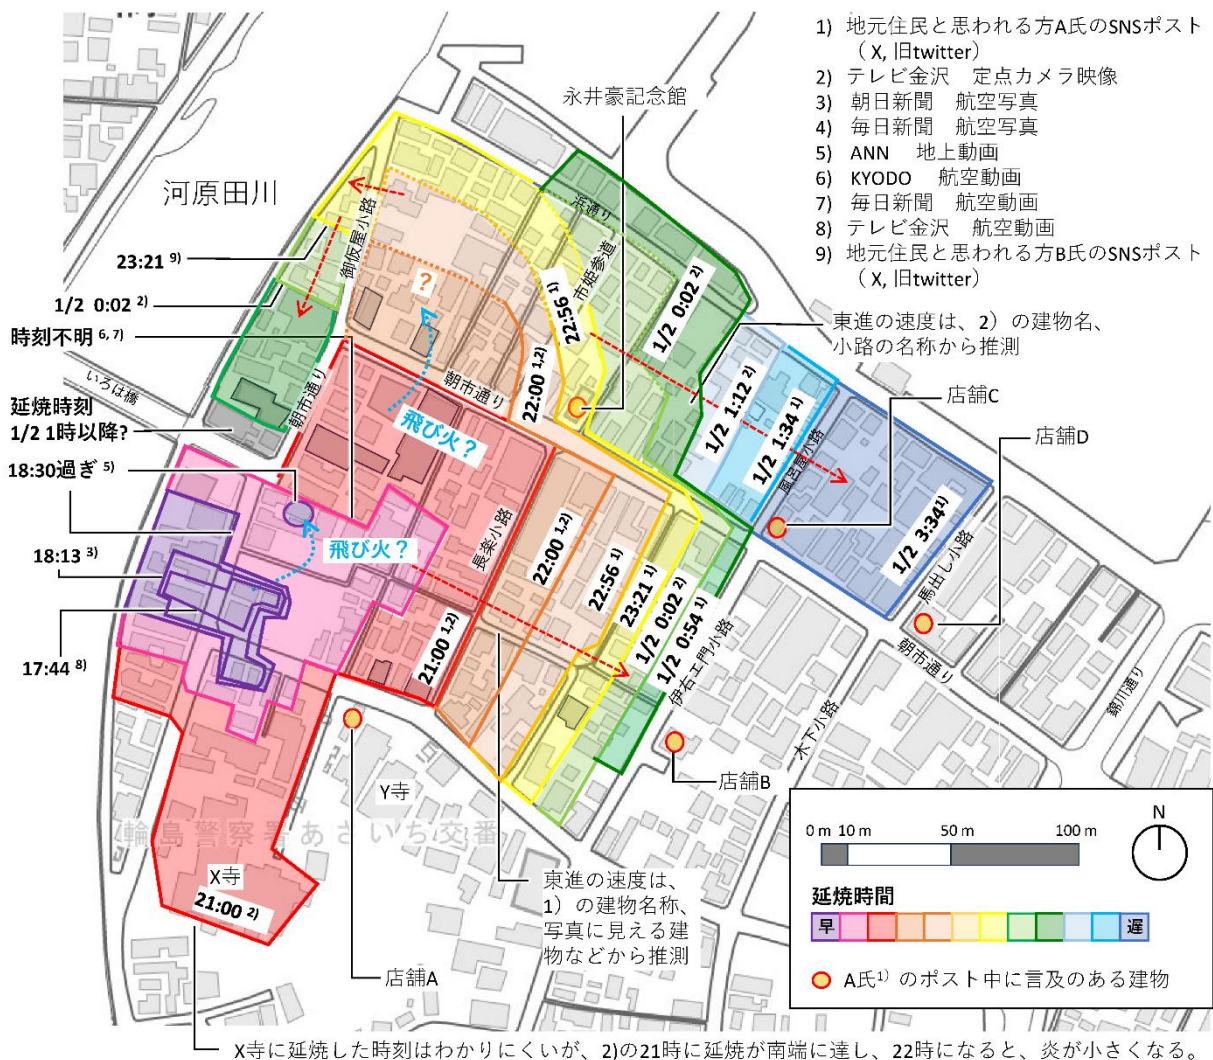 1) 地元住民と思われる方A氏のSNSポスト
（X, 旧twitter）
2) テレビ金沢　定点カメラ映像
3) 朝日新聞　航空写真
4) 毎日新聞　航空写真
5) ANN　地上動画
6) KYODO　航空動画
7) 毎日新聞　航空動画
8) テレビ金沢　航空動画
9) 地元住民と思われる方B氏のSNSポスト
（X, 旧twitter）
永井豪記念館
河原田川
浜通り
御仮屋小路
市姫参道
23:21 9)
1/2 0:02 2)
時刻不明 6, 7)
いろは橋
延焼時刻
1/2 1時以降?
18:30過ぎ 5)
18:13 3)
17:44 8)
?
22:56 1)
1/2 0:02 2)
東進の速度は、2）の建物名、
小路の名称から推測
朝市通り
朝市通り
22:00 1,2)
飛び火？
1/2 1:12 2)
1/2 1:34 1)
風呂屋小路
店舗C
店舗D
1/2 3:34 1)
馬出し小路
飛び火？
長楽小路
22:00 1,2)
22:56 1)
23:21 1)
1/2 0:02 2)
1/2 0:54 1)
21:00 1,2)
伊右エ門小路
木下小路
朝市通り
錦川通り
店舗B
Y寺
輪島警察署あさいち交番
X寺
21:00 2)
東進の速度は、
1）の建物名称、
写真に見える建
物などから推測
店舗A
0 m 10 m 50 m 100 m
N
延焼時間
早 遅
A氏1）のポスト中に言及のある建物
X寺に延焼した時刻はわかりにくいが、2)の21時に延焼が南端に達し、22時になると、炎が小さくなる。